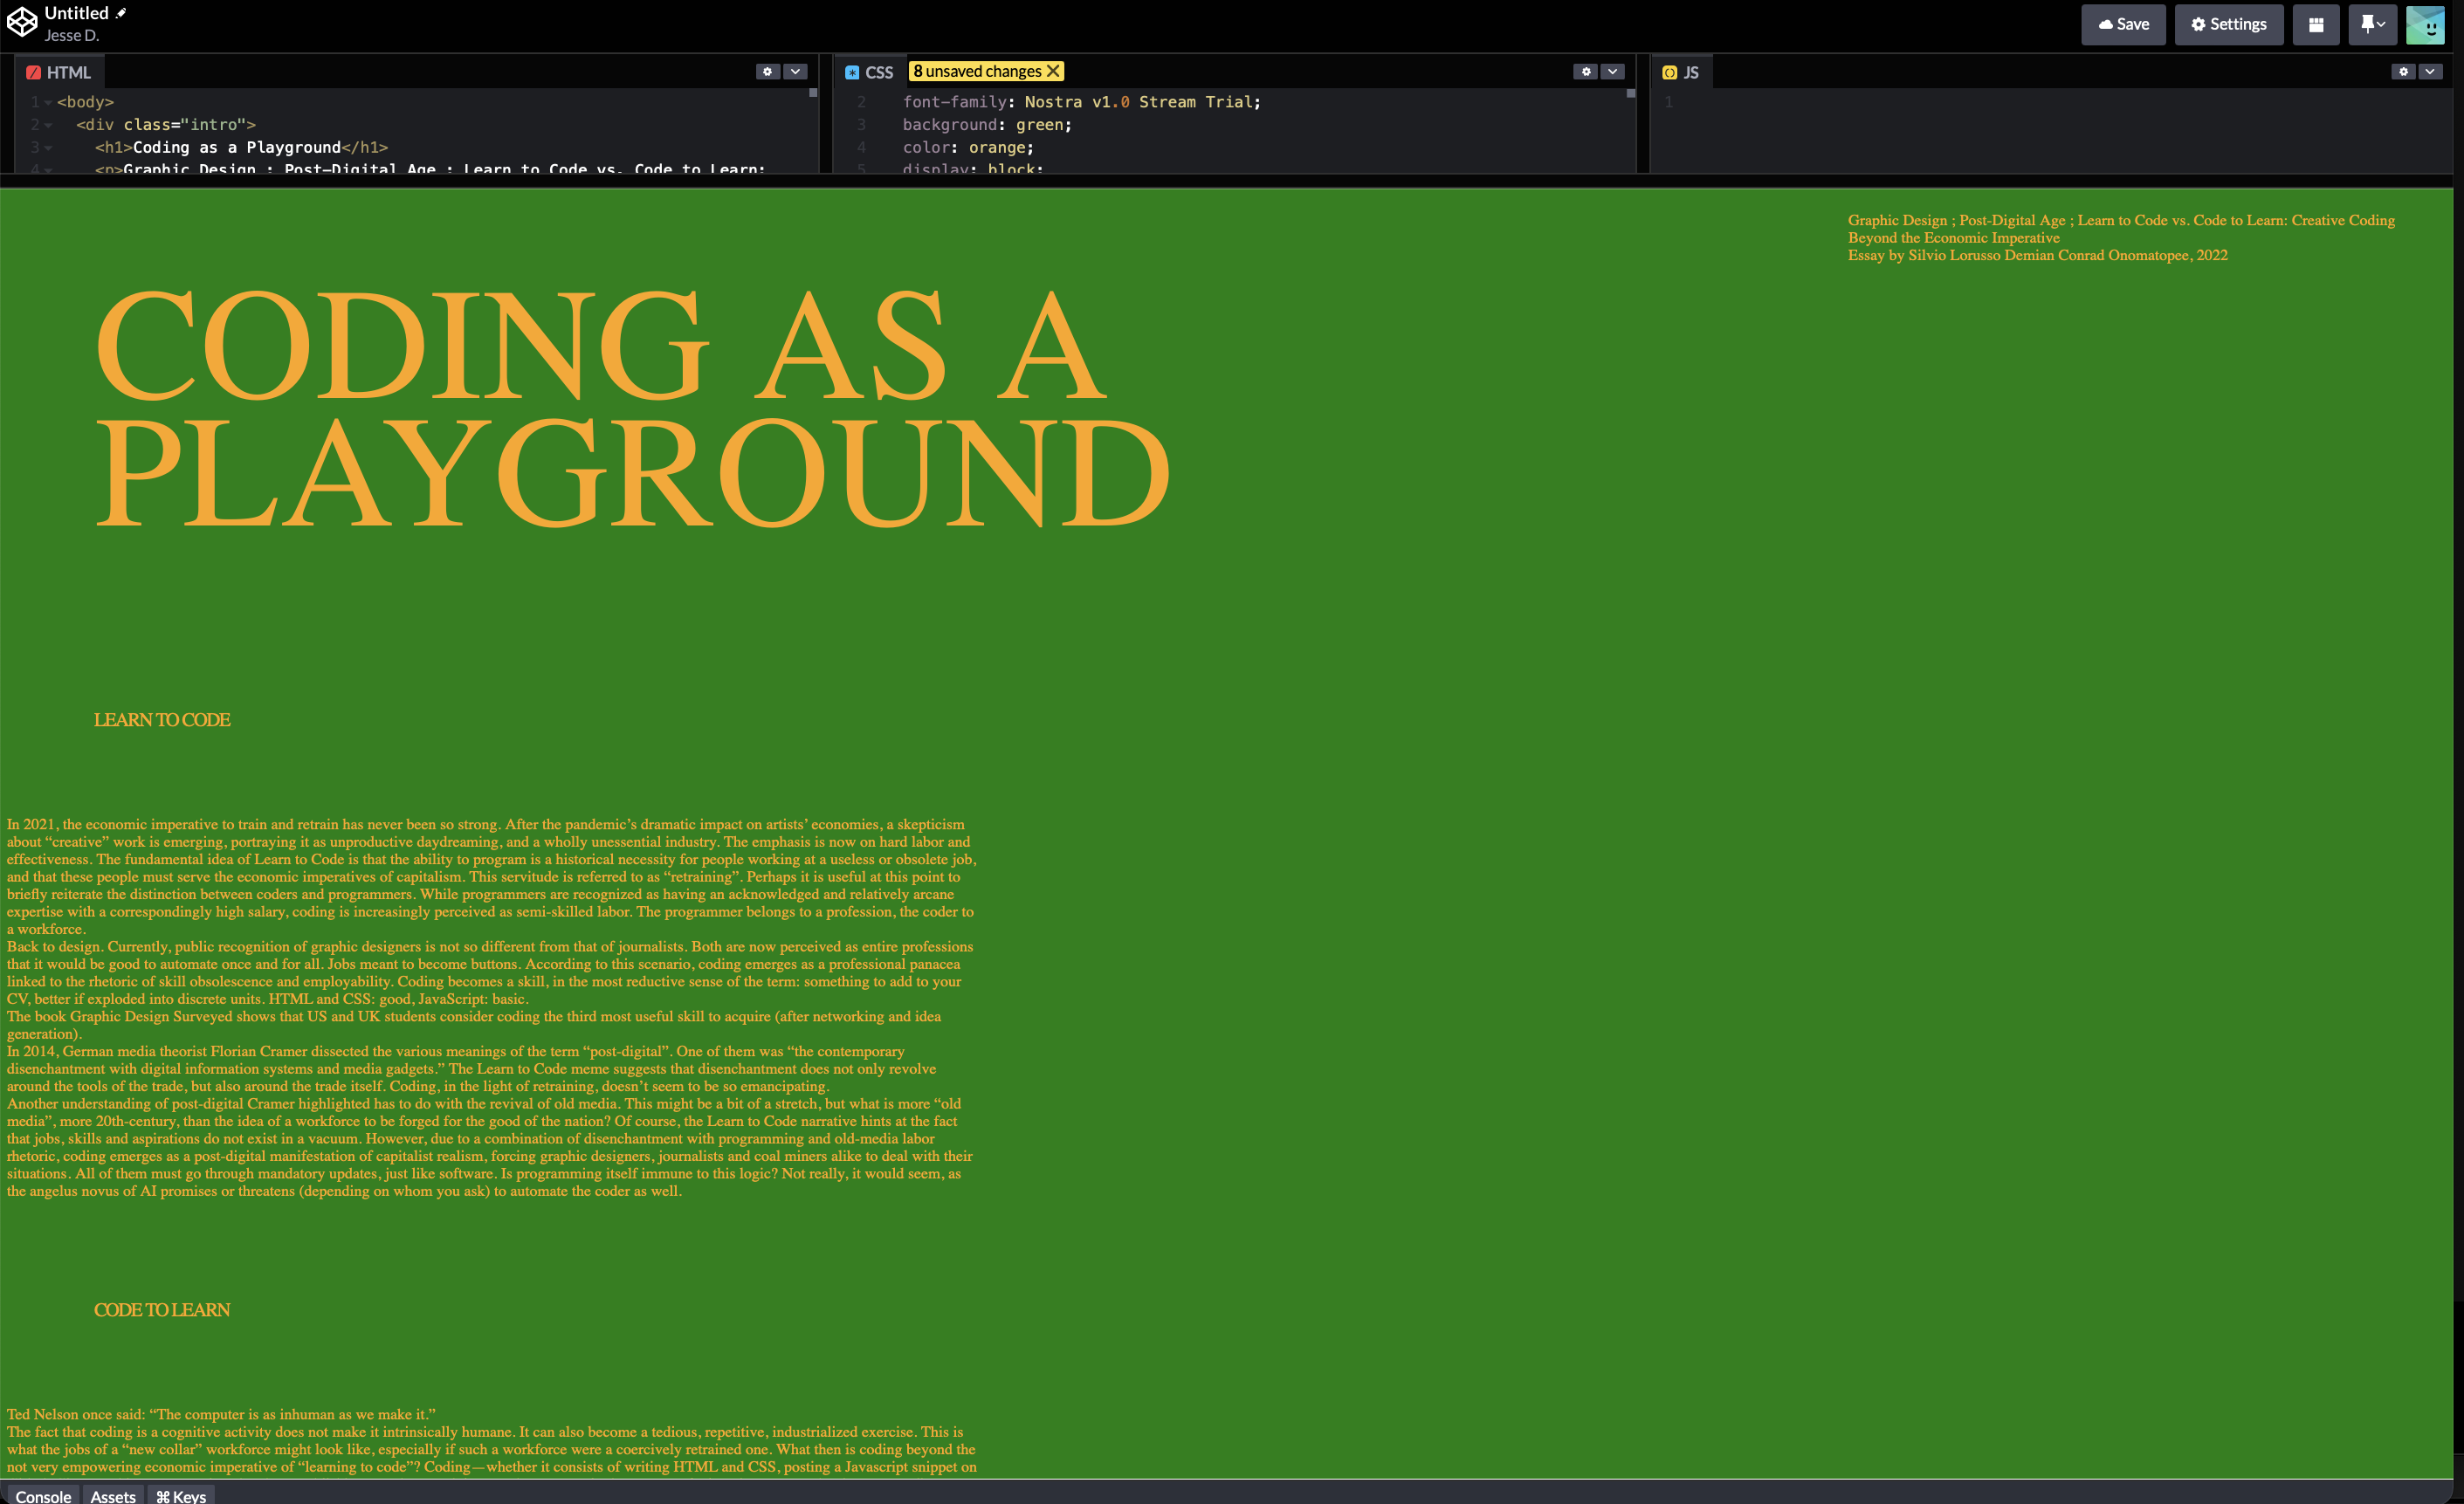 Untitled
Jesse D.
Save
Settings
HTML
CSS
8 unsaved changes
JS
1 <body>
2 <div class="intro">
3 <h1>Coding as a Playground</h1>
4 <p>Graphic Design ; Post-Digital Age ; Learn to Code vs. Code to Learn:
2 font-family: Nostra v1.0 Stream Trial;
3 background: green;
4 color: orange;
5 display: block;
1
Graphic Design ; Post-Digital Age ; Learn to Code vs. Code to Learn: Creative Coding
Beyond the Economic Imperative
Essay by Silvio Lorusso Demian Conrad Onomatopee, 2022
CODING AS A
PLAYGROUND
LEARN TO CODE
In 2021, the economic imperative to train and retrain has never been so strong. After the pandemic’s dramatic impact on artists’ economies, a skepticism
about “creative” work is emerging, portraying it as unproductive daydreaming, and a wholly unessential industry. The emphasis is now on hard labor and
effectiveness. The fundamental idea of Learn to Code is that the ability to program is a historical necessity for people working at a useless or obsolete job,
and that these people must serve the economic imperatives of capitalism. This servitude is referred to as “retraining”. Perhaps it is useful at this point to
briefly reiterate the distinction between coders and programmers. While programmers are recognized as having an acknowledged and relatively arcane
expertise with a correspondingly high salary, coding is increasingly perceived as semi-skilled labor. The programmer belongs to a profession, the coder to
a workforce.
Back to design. Currently, public recognition of graphic designers is not so different from that of journalists. Both are now perceived as entire professions
that it would be good to automate once and for all. Jobs meant to become buttons. According to this scenario, coding emerges as a professional panacea
linked to the rhetoric of skill obsolescence and employability. Coding becomes a skill, in the most reductive sense of the term: something to add to your
CV, better if exploded into discrete units. HTML and CSS: good, JavaScript: basic.
The book Graphic Design Surveyed shows that US and UK students consider coding the third most useful skill to acquire (after networking and idea
generation).
In 2014, German media theorist Florian Cramer dissected the various meanings of the term “post-digital”. One of them was “the contemporary
disenchantment with digital information systems and media gadgets.” The Learn to Code meme suggests that disenchantment does not only revolve
around the tools of the trade, but also around the trade itself. Coding, in the light of retraining, doesn’t seem to be so emancipating.
Another understanding of post-digital Cramer highlighted has to do with the revival of old media. This might be a bit of a stretch, but what is more “old
media”, more 20th-century, than the idea of a workforce to be forged for the good of the nation? Of course, the Learn to Code narrative hints at the fact
that jobs, skills and aspirations do not exist in a vacuum. However, due to a combination of disenchantment with programming and old-media labor
rhetoric, coding emerges as a post-digital manifestation of capitalist realism, forcing graphic designers, journalists and coal miners alike to deal with their
situations. All of them must go through mandatory updates, just like software. Is programming itself immune to this logic? Not really, it would seem, as
the angelus novus of AI promises or threatens (depending on whom you ask) to automate the coder as well.
CODE TO LEARN
Ted Nelson once said: “The computer is as inhuman as we make it.”
The fact that coding is a cognitive activity does not make it intrinsically humane. It can also become a tedious, repetitive, industrialized exercise. This is
what the jobs of a “new collar” workforce might look like, especially if such a workforce were a coercively retrained one. What then is coding beyond the
not very empowering economic imperative of “learning to code”? Coding—whether it consists of writing HTML and CSS, posting a Javascript snippet on
Console
Assets
⌘ Keys